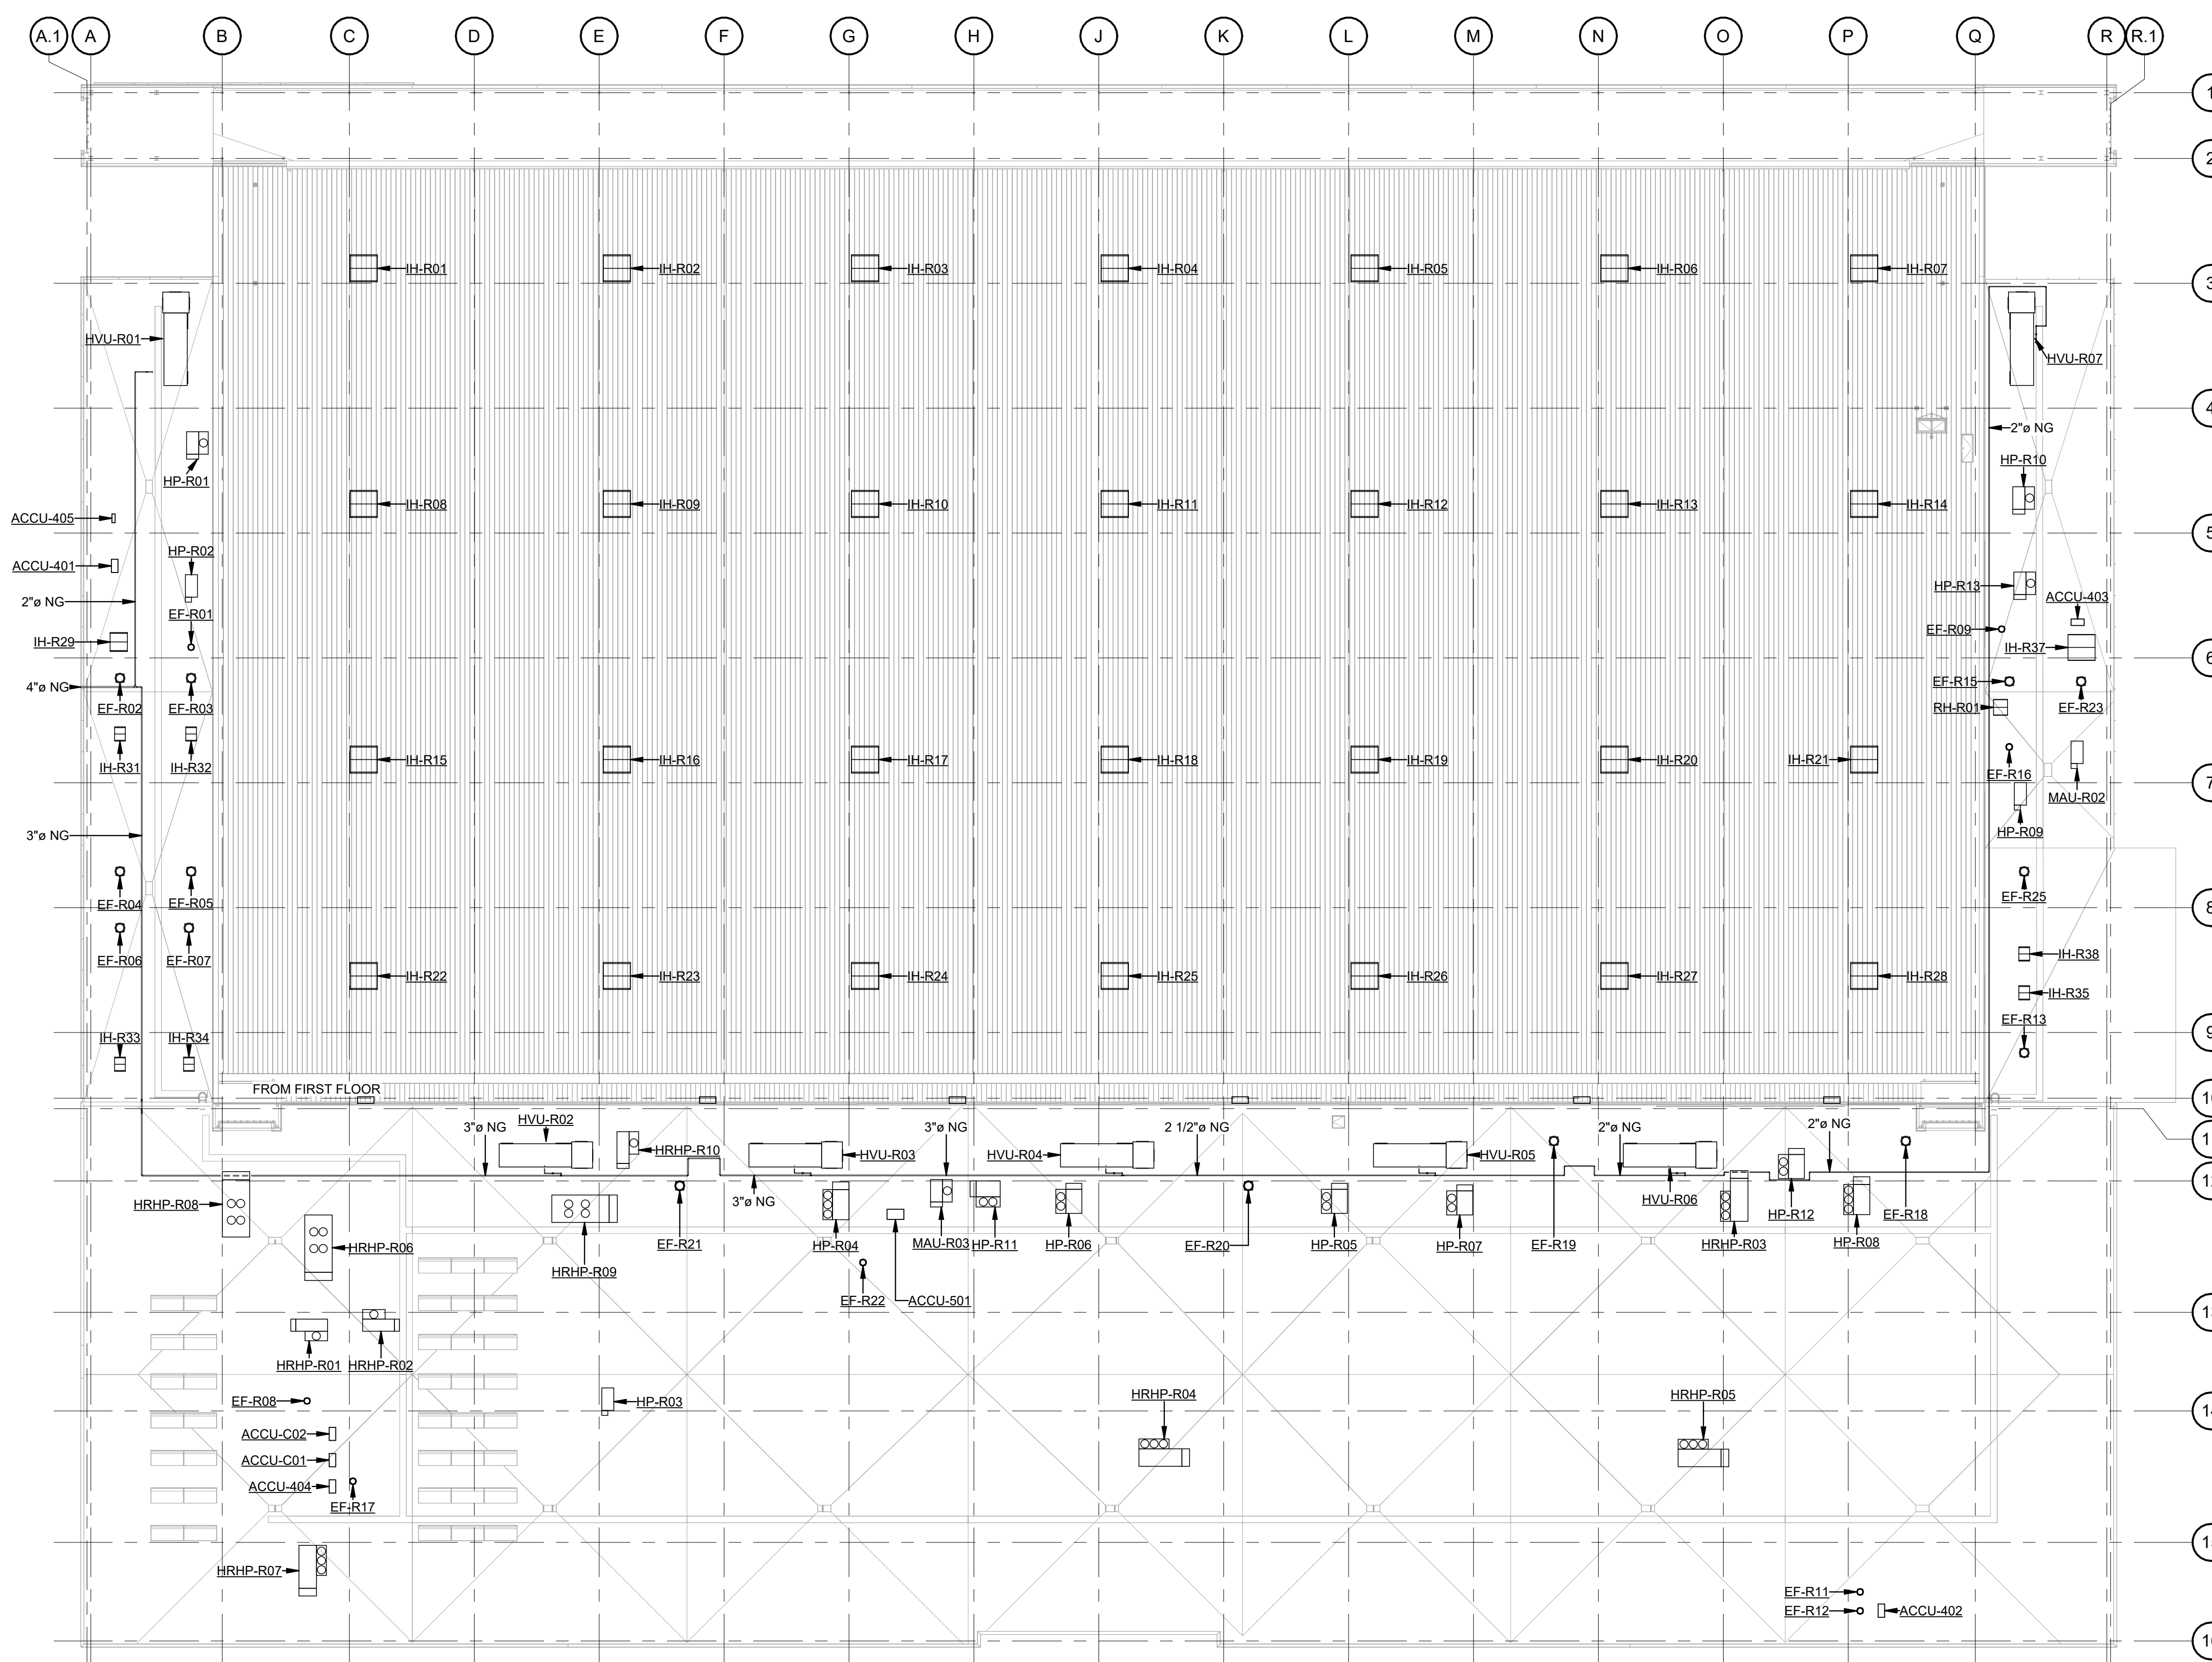 A.1 A B C D E F G H J K L M N O P Q R R.1
1
2
IH-R01 IH-R02 IH-R03 IH-R04 IH-R05 IH-R06 IH-R07
3
HVU-R01
HVU-R07
4
2"ø NG
HP-R01
HP-R10
IH-R08 IH-R09 IH-R10 IH-R11 IH-R12 IH-R13 IH-R14
ACCU-405
5
HP-R02
ACCU-401
HP-R13
ACCU-403
2"ø NG
EF-R01
EF-R09
IH-R29
IH-R37
6
4"ø NG
EF-R15
EF-R02 EF-R03
RH-R01 EF-R23
IH-R31 IH-R32
IH-R15 IH-R16 IH-R17 IH-R18 IH-R19 IH-R20 IH-R21
EF-R16
7
MAU-R02
3"ø NG
HP-R09
EF-R04 EF-R05
EF-R25
8
EF-R06 EF-R07
IH-R38
IH-R22 IH-R23 IH-R24 IH-R25 IH-R26 IH-R27 IH-R28
IH-R35
EF-R13
9
IH-R33 IH-R34
FROM FIRST FLOOR
HVU-R02
3"ø NG 3"ø NG 2 1/2"ø NG 2"ø NG 2"ø NG
HRHP-R10
HVU-R03 HVU-R04 HVU-R05
3"ø NG
HVU-R06
HRHP-R08
HP-R12 EF-R18
HRHP-R06
EF-R21 HP-R04 MAU-R03 HP-R11 HP-R06 EF-R20 HP-R05 HP-R07 EF-R19 HRHP-R03 HP-R08
HRHP-R09
EF-R22 ACCU-501
HRHP-R01 HRHP-R02
HRHP-R04 HRHP-R05
EF-R08
HP-R03
14
ACCU-C02
ACCU-C01
ACCU-404
EF-R17
HRHP-R07
EF-R11
EF-R12 ACCU-402